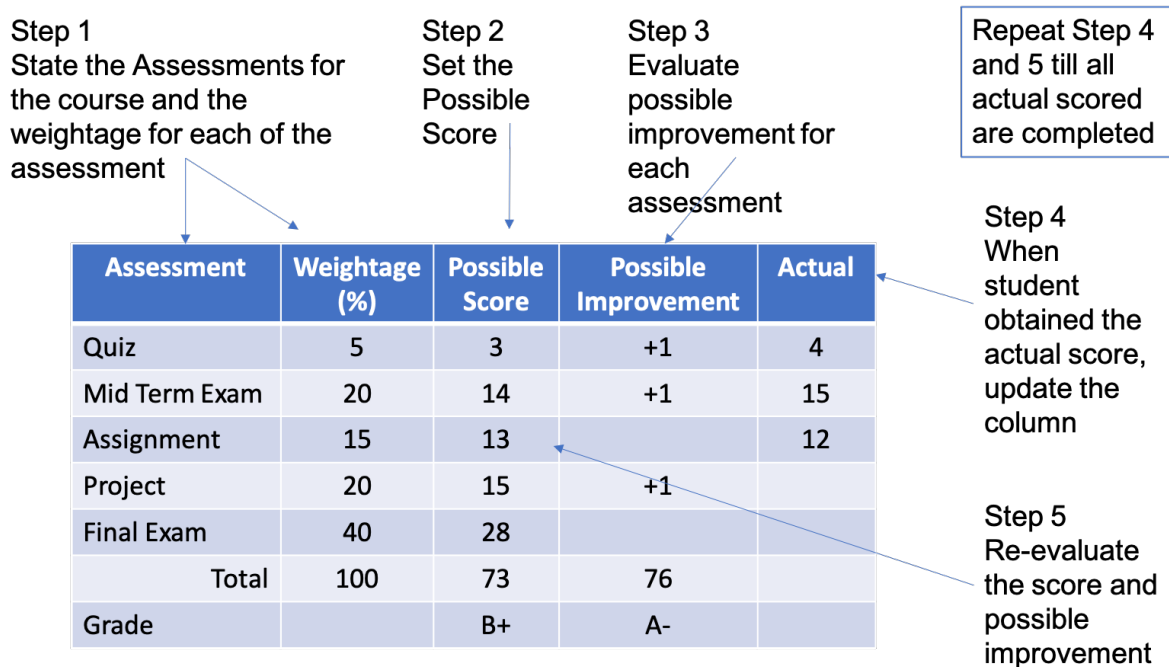 Step 1
State the Assessments for
the course and the
weightage for each of the
assessment
Step 2
Set the
Possible
Score
Step 3
Evaluate
possible
improvement for
each
assessment
Repeat Step 4
and 5 till all
actual scored
are completed
Step 4
When
student
obtained the
actual score,
update the
column
Assessment Weightage (%) Possible Score Possible Improvement Actual
Quiz 5 3 +1 4
Mid Term Exam 20 14 +1 15
Assignment 15 13 12
Project 20 15 +1
Final Exam 40 28
Total 100 73 76
Grade B+ A-
Step 5
Re-evaluate
the score and
possible
improvement